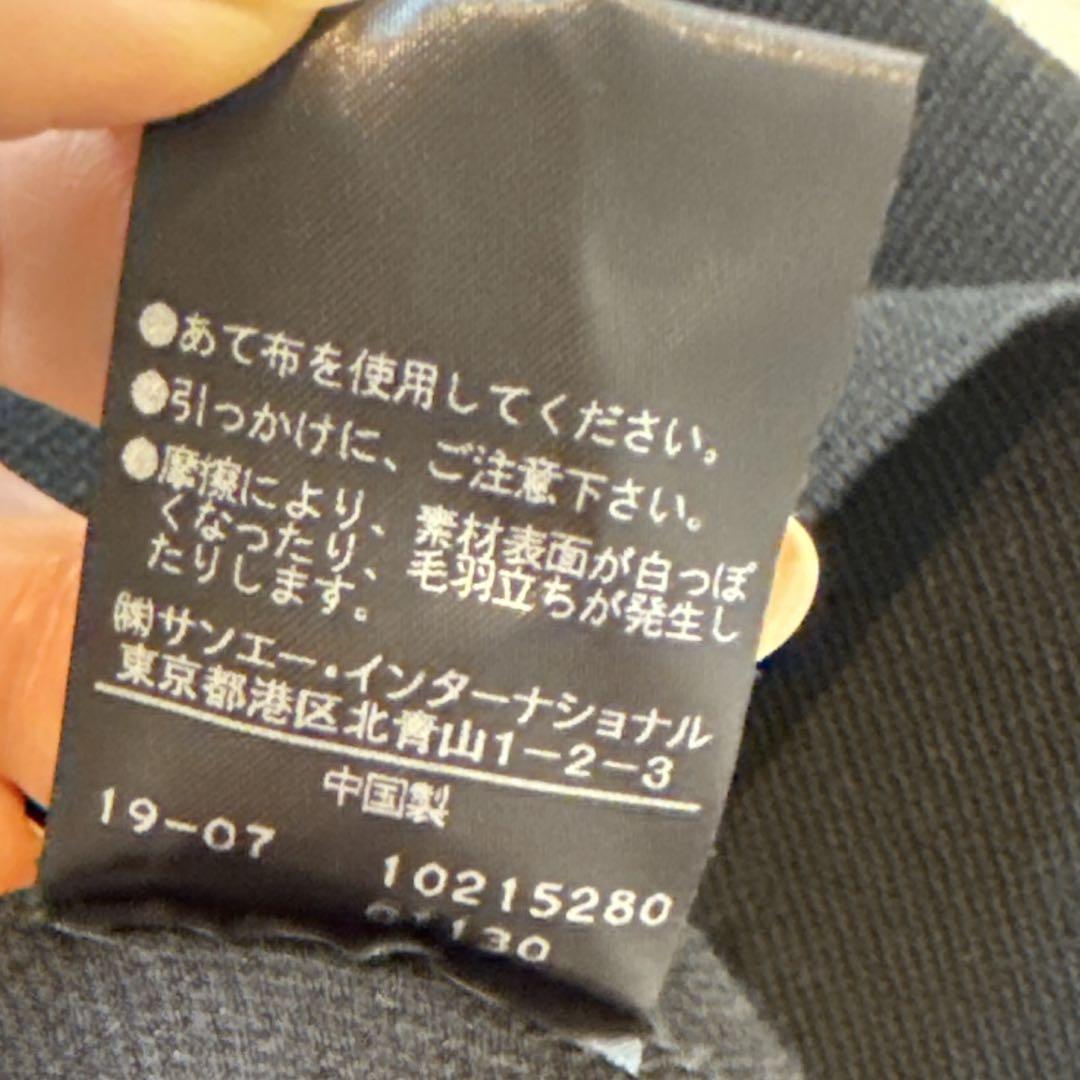 ●あて布を使用してください。
●引っかけに、ご注意下さい。
●摩擦により、素材表面が白っぽ
くなったり、毛羽立ちが発生し
たりします。
㈱サンエー・インターナショナル
東京都港区北青山1-2-3
中国製
19-07
10215280